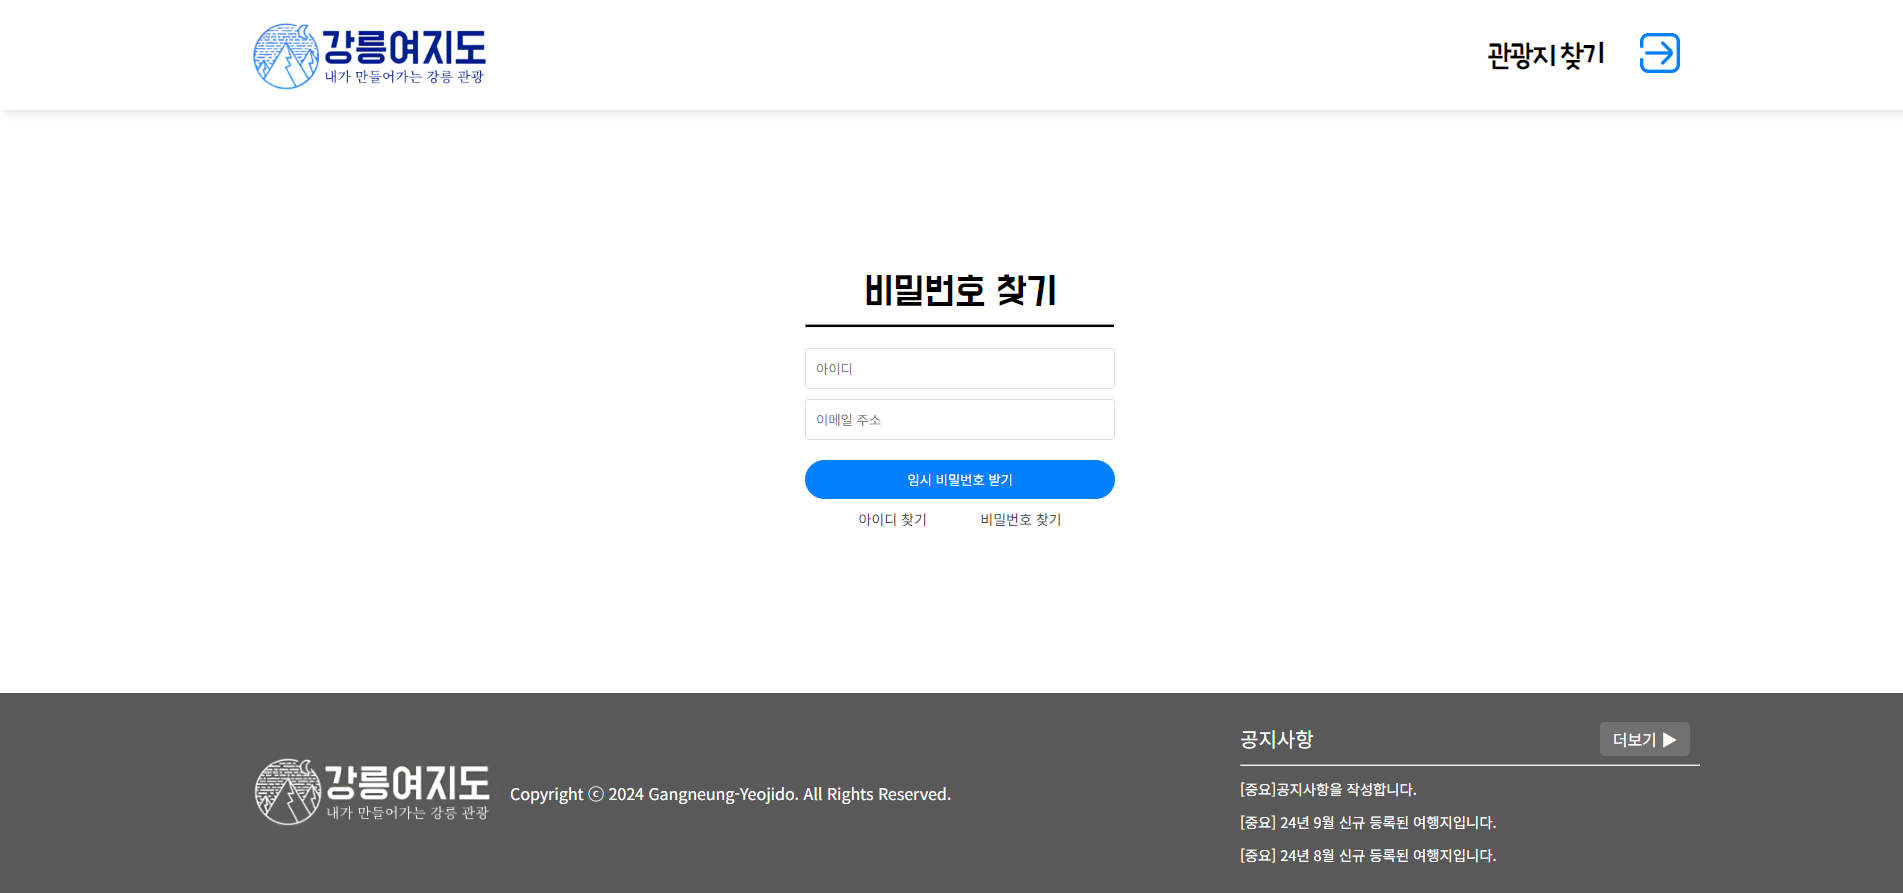 강릉여지도
내가 만들어가는 강릉 관광
관광지 찾기
비밀번호 찾기
아이디
이메일 주소
임시 비밀번호 받기
아이디 찾기 비밀번호 찾기
강릉여지도
내가 만들어가는 강릉 관광
Copyright ⓒ 2024 Gangneung-Yeojido. All Rights Reserved.
공지사항 더보기 ▶
[중요]공지사항을 작성합니다.
[중요] 24년 9월 신규 등록된 여행지입니다.
[중요] 24년 8월 신규 등록된 여행지입니다.